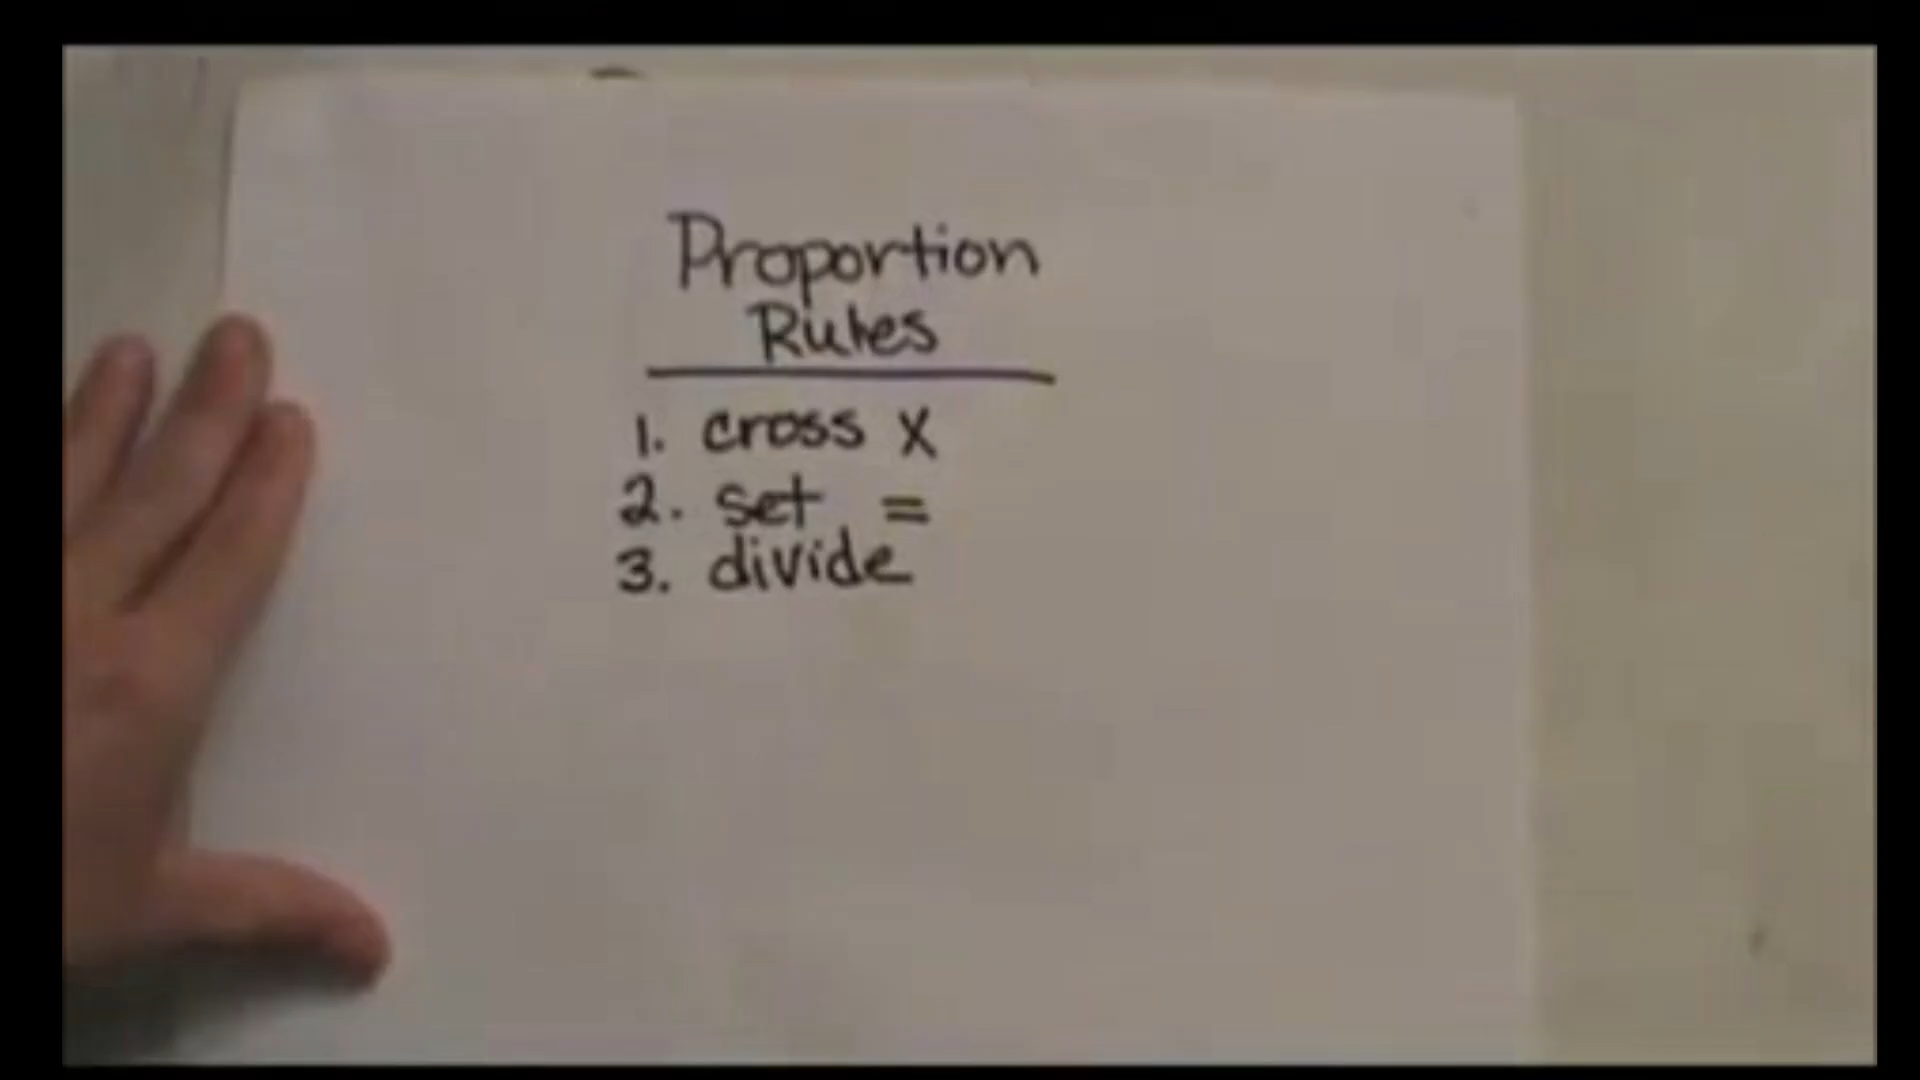 Proportion
Rules
1. cross X
2. set =
3. divide